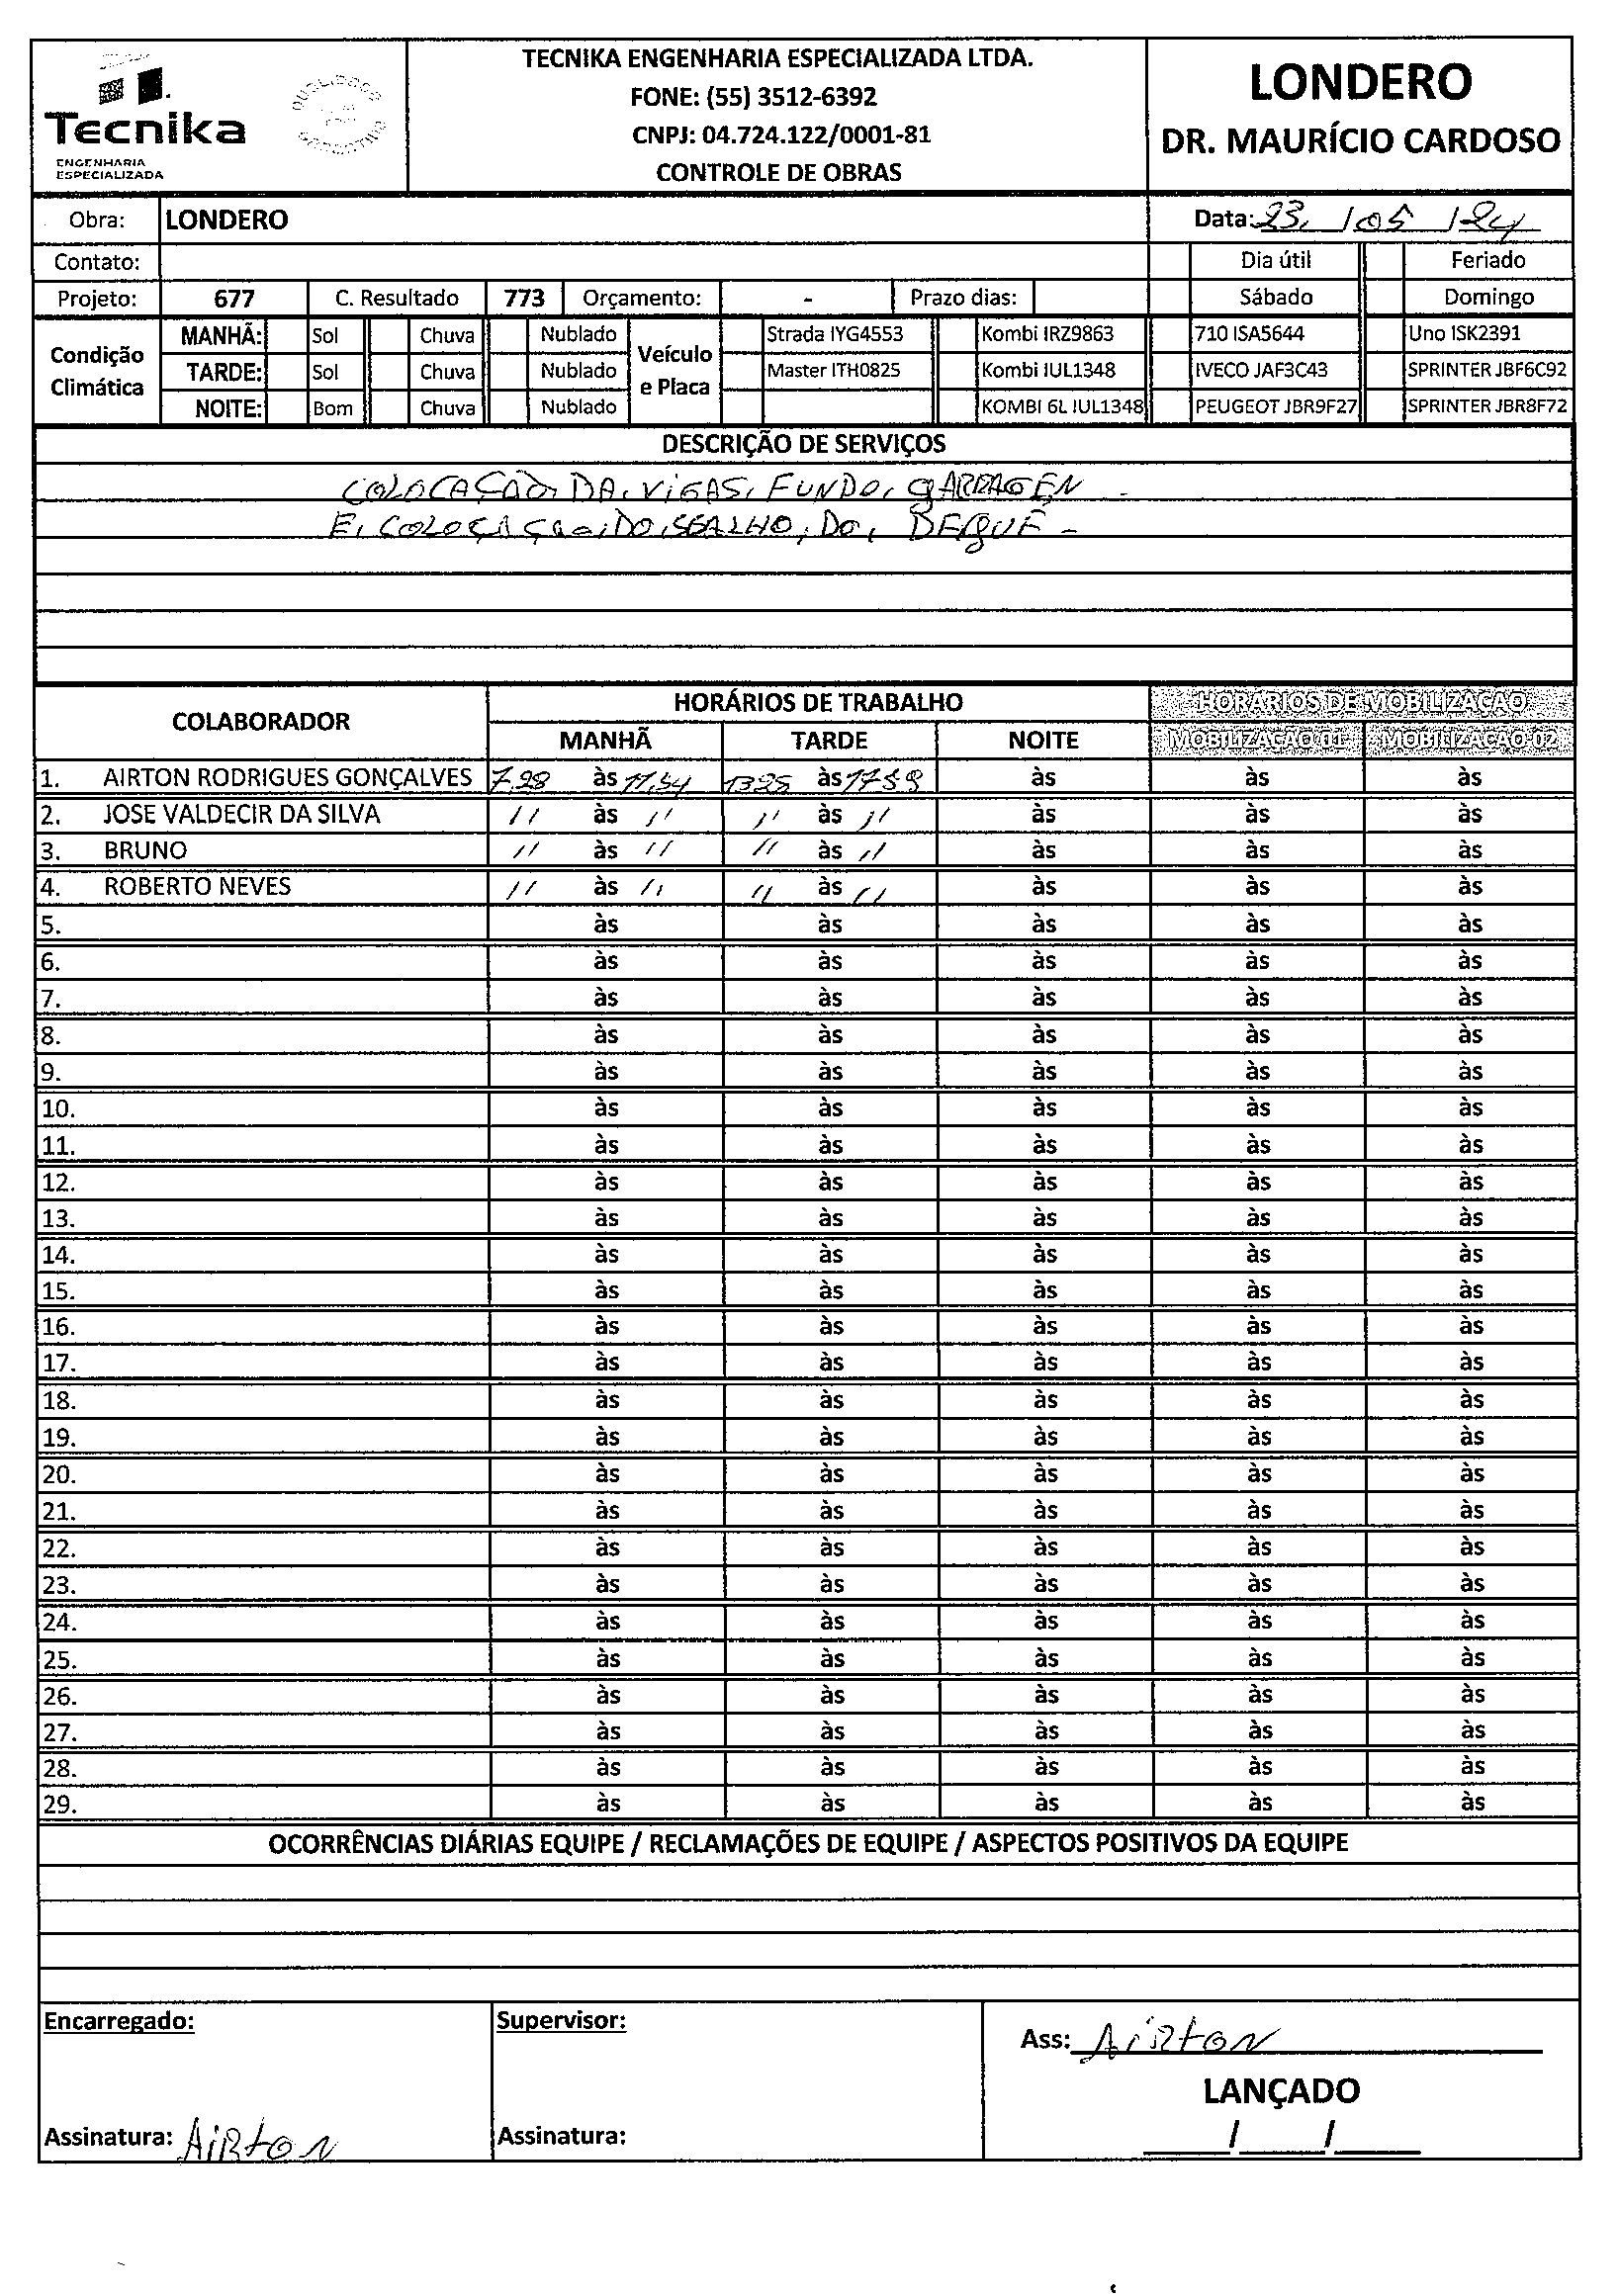 Tecnika
ENGENHARIA
ESPECIALIZADA
TECNIKA ENGENHARIA ESPECIALIZADA LTDA.
FONE: (55) 3512-6392
CNPJ: 04.724.122/0001-81
CONTROLE DE OBRAS
LONDERO
DR. MAURÍCIO CARDOSO
Obra: LONDERO Data: 23 / 05 / 24
Contato: Dia útil Feriado
Projeto: 677 C. Resultado 773 Orçamento: - Prazo dias: Sábado Domingo
Condição Climática
MANHÃ: Sol Chuva Nublado
TARDE: Sol Chuva Nublado
NOITE: Bom Chuva Nublado
Veículo e Placa
Strada IYG4553 Kombi IRZ9863 710 ISA5644 Uno ISK2391
Master ITH0825 Kombi IUL1348 IVECO JAF3C43 SPRINTER JBF6C92
KOMBI 6L IUL1348 PEUGEOT JBR9F27 SPRINTER JBR8F72
DESCRIÇÃO DE SERVIÇOS
COLOCAÇÃO, DA, VIGAS, FUNDO, GARRAGEN -
E, COLOCAÇÃO, DO, , DO, -
COLABORADOR HORÁRIOS DE TRABALHO HORÁRIOS DE MOBILIZACAO
MANHÃ TARDE NOITE MOBILIZACAO 01 MOBILIZACAO 02
1. AIRTON RODRIGUES GONÇALVES 7,28 às 11,34 1325 às 1759 às às às
2. JOSE VALDECIR DA SILVA '' às '' '' às '' às às às
3. BRUNO '' às '' '' às '' às às às
4. ROBERTO NEVES '' às '' '' às '' às às às
5. às às às às às
6. às às às às às
7. às às às às às
8. às às às às às
9. às às às às às
10. às às às às às
11. às às às às às
12. às às às às às
13. às às às às às
14. às às às às às
15. às às às às às
16. às às às às às
17. às às às às às
18. às às às às às
19. às às às às às
20. às às às às às
21. às às às às às
22. às às às às às
23. às às às às às
24. às às às às às
25. às às às às às
26. às às às às às
27. às às às às às
28. às às às às às
29. às às às às às
OCORRÊNCIAS DIÁRIAS EQUIPE / RECLAMAÇÕES DE EQUIPE / ASPECTOS POSITIVOS DA EQUIPE
Encarregado: Supervisor: Ass: Airton
LANÇADO
Assinatura: Airton Assinatura: / /